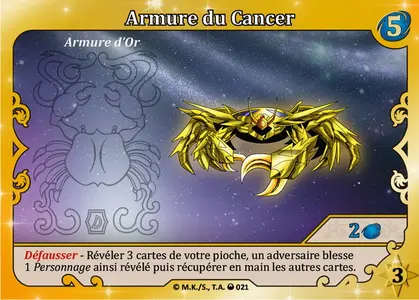 Armure du Cancer
5
Armure d'Or
2
Défausser - Révéler 3 cartes de votre pioche, un adversaire blesse
1 Personnage ainsi révélé puis récupérer en main les autres cartes.
3
© M.K./S., T.A. 021